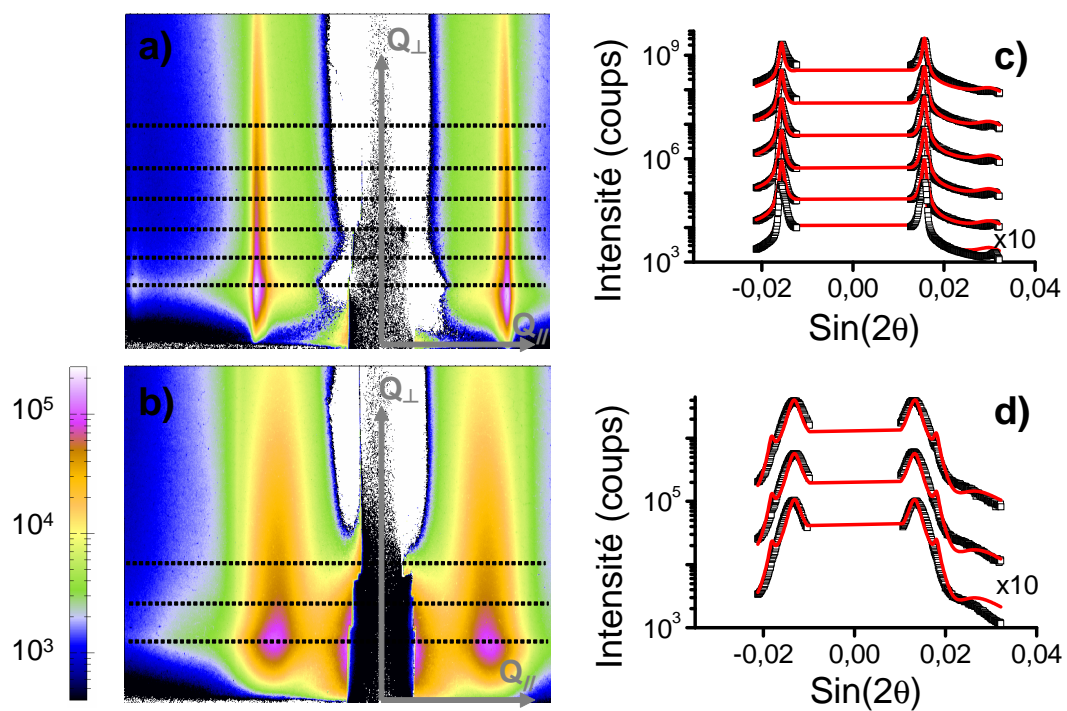 a)
Q⊥
Q//
b)
Q⊥
Q//
10⁵
10⁴
10³
c)
Intensité (coups)
10⁹
10⁶
10³
x10
-0,02 0,00 0,02 0,04
Sin(2θ)
d)
Intensité (coups)
10⁵
10³
x10
-0,02 0,00 0,02 0,04
Sin(2θ)